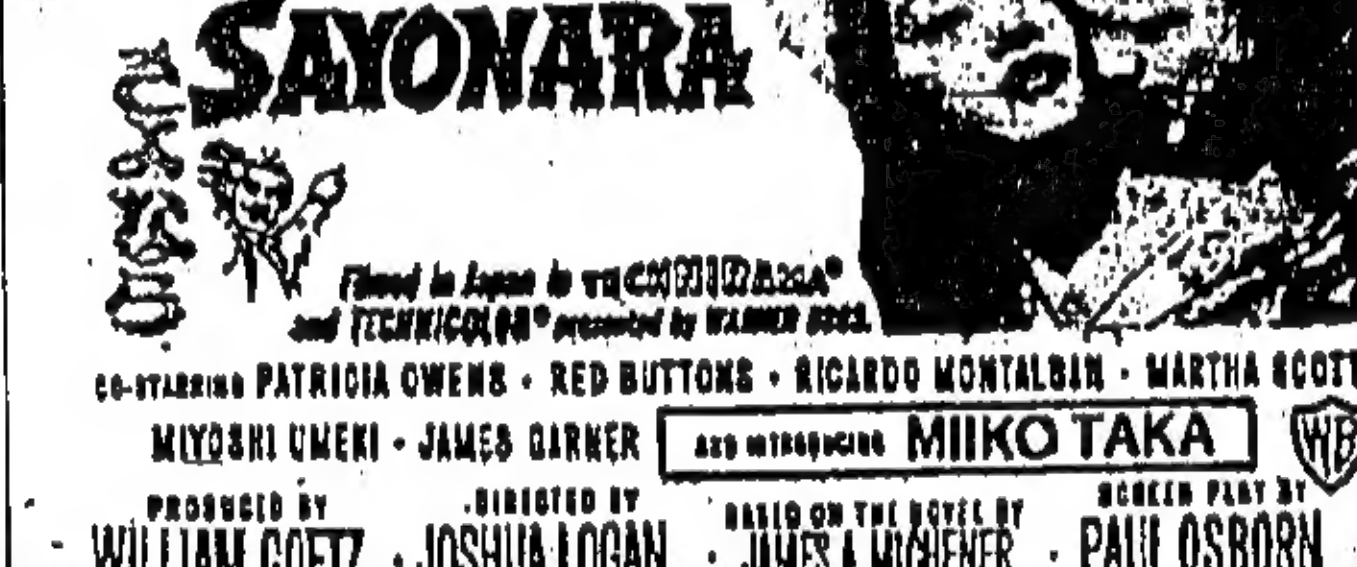 SAYONARA
Filmed in Japan in TECHNIRAMA®
and TECHNICOLOR® presented by WARNER BROS.
CO-STARRING PATRICIA OWENS • RED BUTTONS • RICARDO MONTALBAN • MARTHA SCOTT
MIYOSHI UMEKI • JAMES GARNER AND INTRODUCING MIIKO TAKA WB
PRODUCED BY DIRECTED BY BASED ON THE NOVEL BY SCREEN PLAY BY
WILLIAM GOETZ • JOSHUA LOGAN • JAMES A. MICHENER • PAUL OSBORN